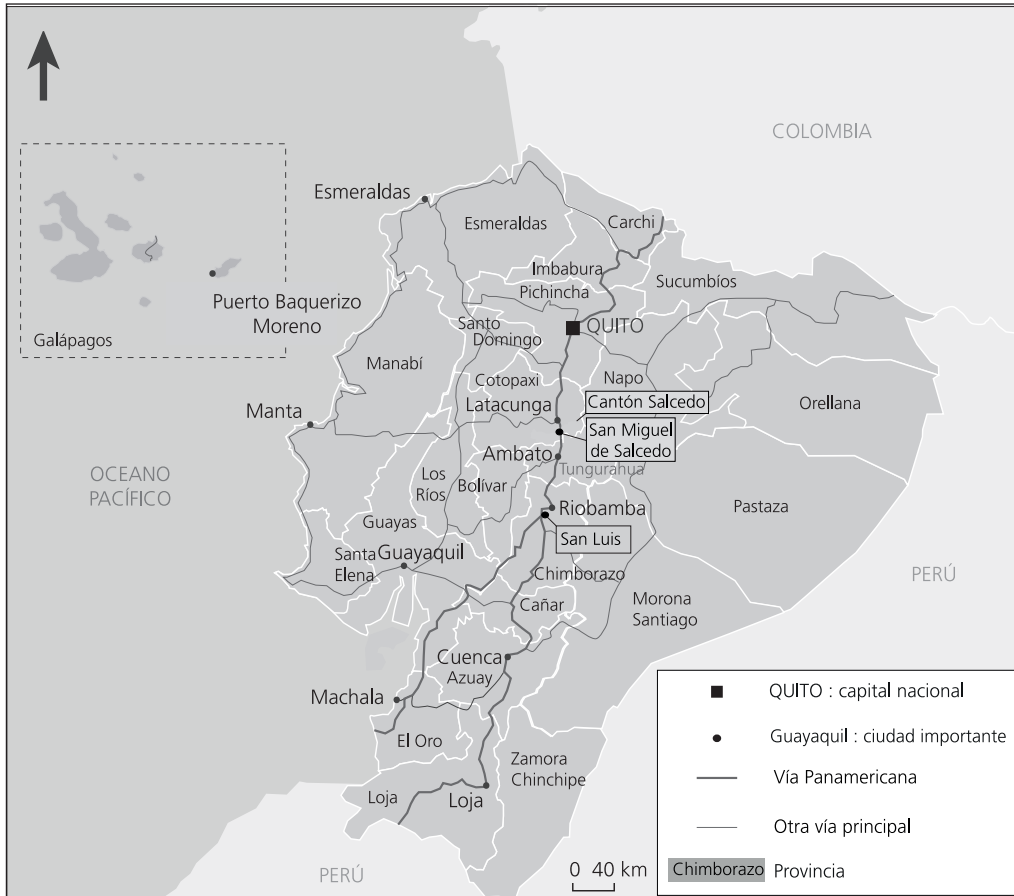 COLOMBIA
Esmeraldas
Esmeraldas
Carchi
Imbabura
Sucumbíos
Pichincha
Puerto Baquerizo
Moreno
Galápagos
Santo
Domingo
QUITO
Manabí
Cotopaxi
Napo
Cantón Salcedo
Latacunga
Orellana
Manta
San Miguel
de Salcedo
Ambato
Tungurahua
OCEANO
PACÍFICO
Los
Ríos
Bolívar
Pastaza
Riobamba
Guayas
San Luis
Santa
Elena
Guayaquil
Chimborazo
PERÚ
Cañar
Morona
Santiago
Cuenca
Azuay
Machala
El Oro
Zamora
Chinchipe
Loja
Loja
PERÚ
0 40 km
QUITO : capital nacional
Guayaquil : ciudad importante
Vía Panamericana
Otra vía principal
Chimborazo Provincia